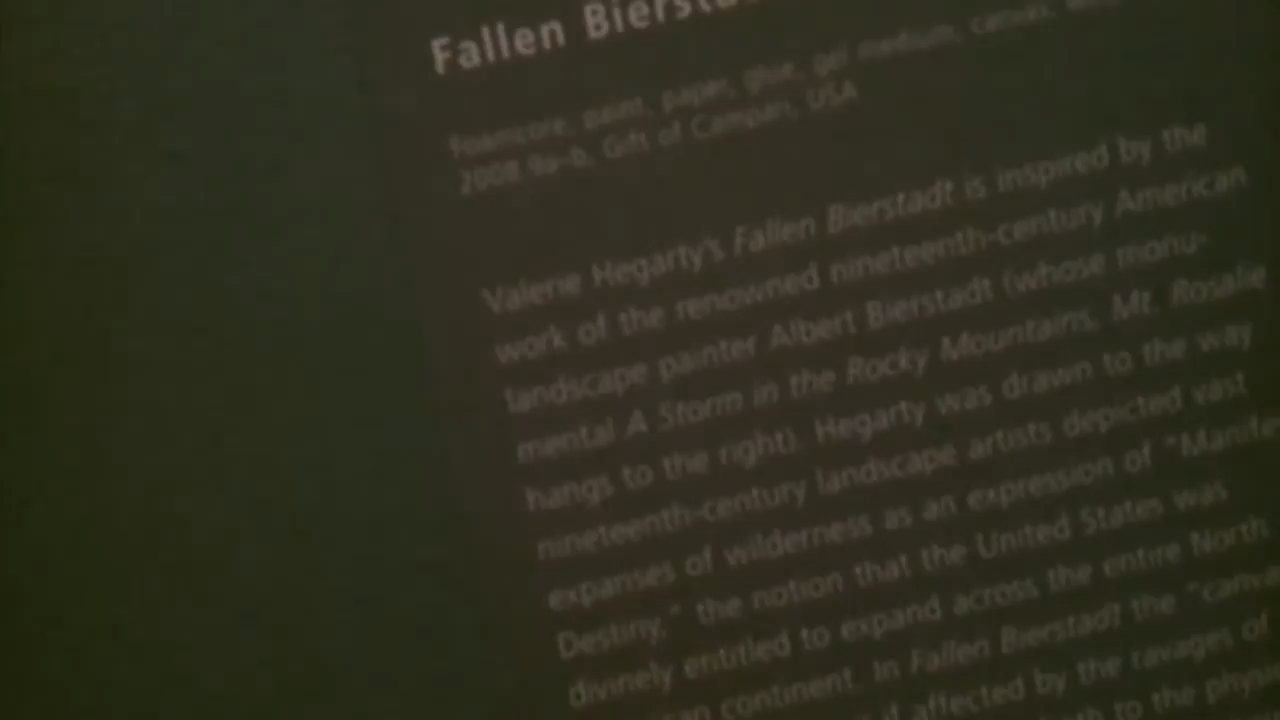 Fallen Bierstadt
Foamcore, paint, paper, glue, gel medium, canvas,
2008.9a-b, Gift of Campari, USA
Valerie Hegarty's Fallen Bierstadt is inspired by the
work of the renowned nineteenth-century American
landscape painter Albert Bierstadt (whose monu-
mental A Storm in the Rocky Mountains, Mt. Rosalie
hangs to the right). Hegarty was drawn to the way
nineteenth-century landscape artists depicted vast
expanses of wilderness as an expression of "Manifes
Destiny," the notion that the United States was
divinely entitled to expand across the entire North
can continent. In Fallen Bierstadt the "canva
affected by the ravages of
to the physi